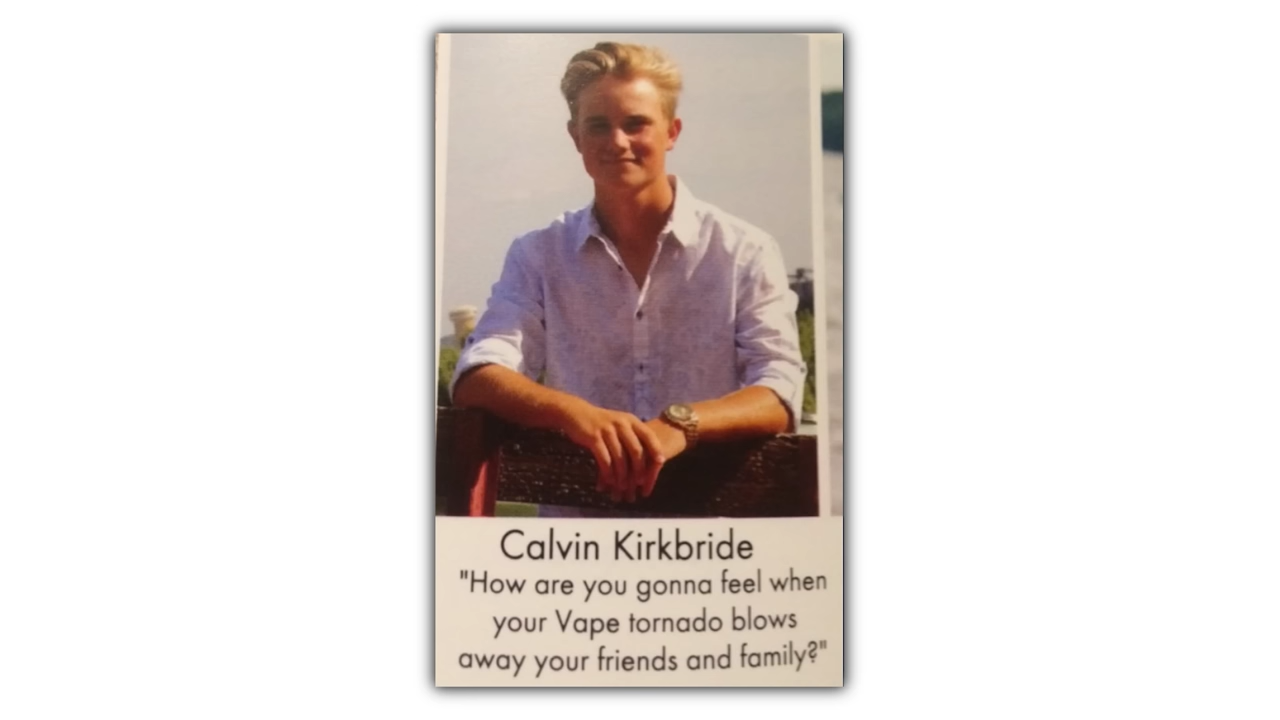 Calvin Kirkbride
"How are you gonna feel when
your Vape tornado blows
away your friends and family?"